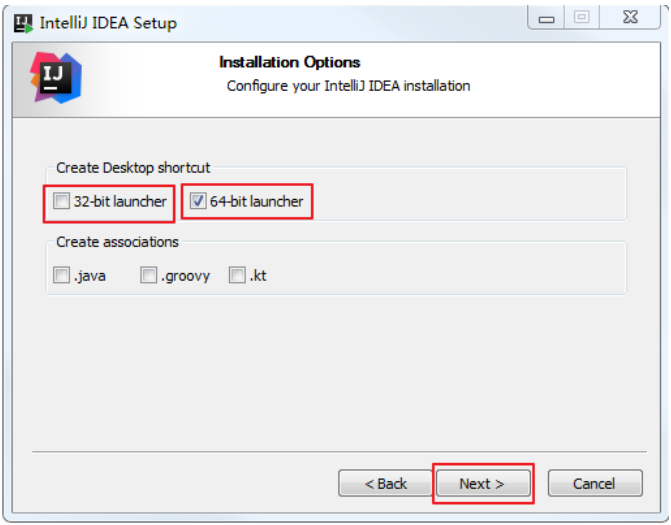 IntelliJ IDEA Setup
IJ
Installation Options
Configure your IntelliJ IDEA installation
Create Desktop shortcut
32-bit launcher 64-bit launcher
Create associations
.java .groovy .kt
< Back Next > Cancel